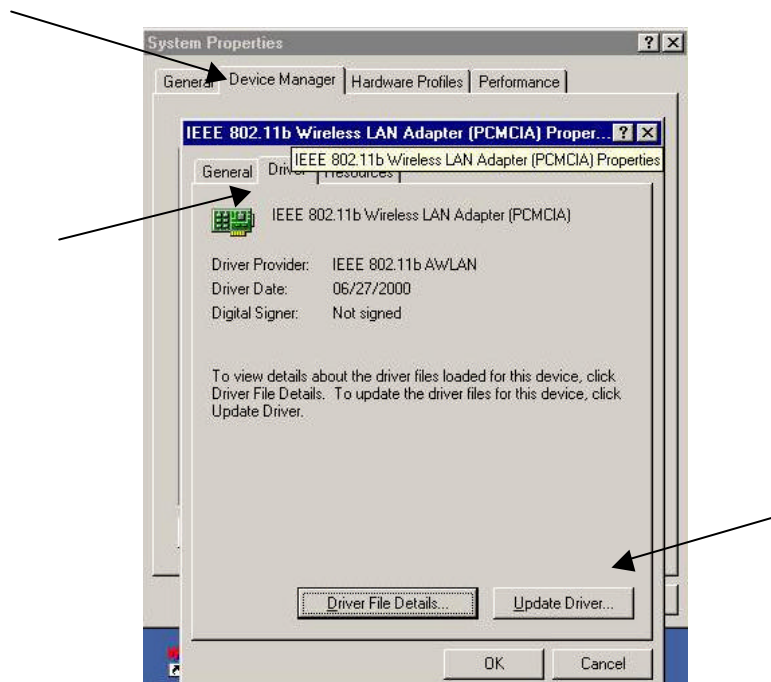 System Properties
General Device Manager Hardware Profiles Performance
IEEE 802.11b Wireless LAN Adapter (PCMCIA) Proper...
IEEE 802.11b Wireless LAN Adapter (PCMCIA) Properties
General Driver Resources
IEEE 802.11b Wireless LAN Adapter (PCMCIA)
Driver Provider: IEEE 802.11b AWLAN
Driver Date: 06/27/2000
Digital Signer: Not signed
To view details about the driver files loaded for this device, click
Driver File Details. To update the driver files for this device, click
Update Driver.
Driver File Details... Update Driver...
OK Cancel